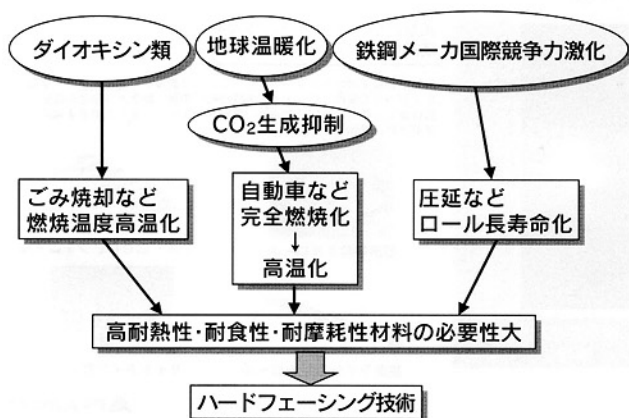 ダイオキシン類
地球温暖化
鉄鋼メーカ国際競争力激化
CO₂生成抑制
ごみ焼却など
燃焼温度高温化
自動車など
完全燃焼化
↓
高温化
圧延など
ロール長寿命化
高耐熱性・耐食性・耐摩耗性材料の必要性大
ハードフェーシング技術